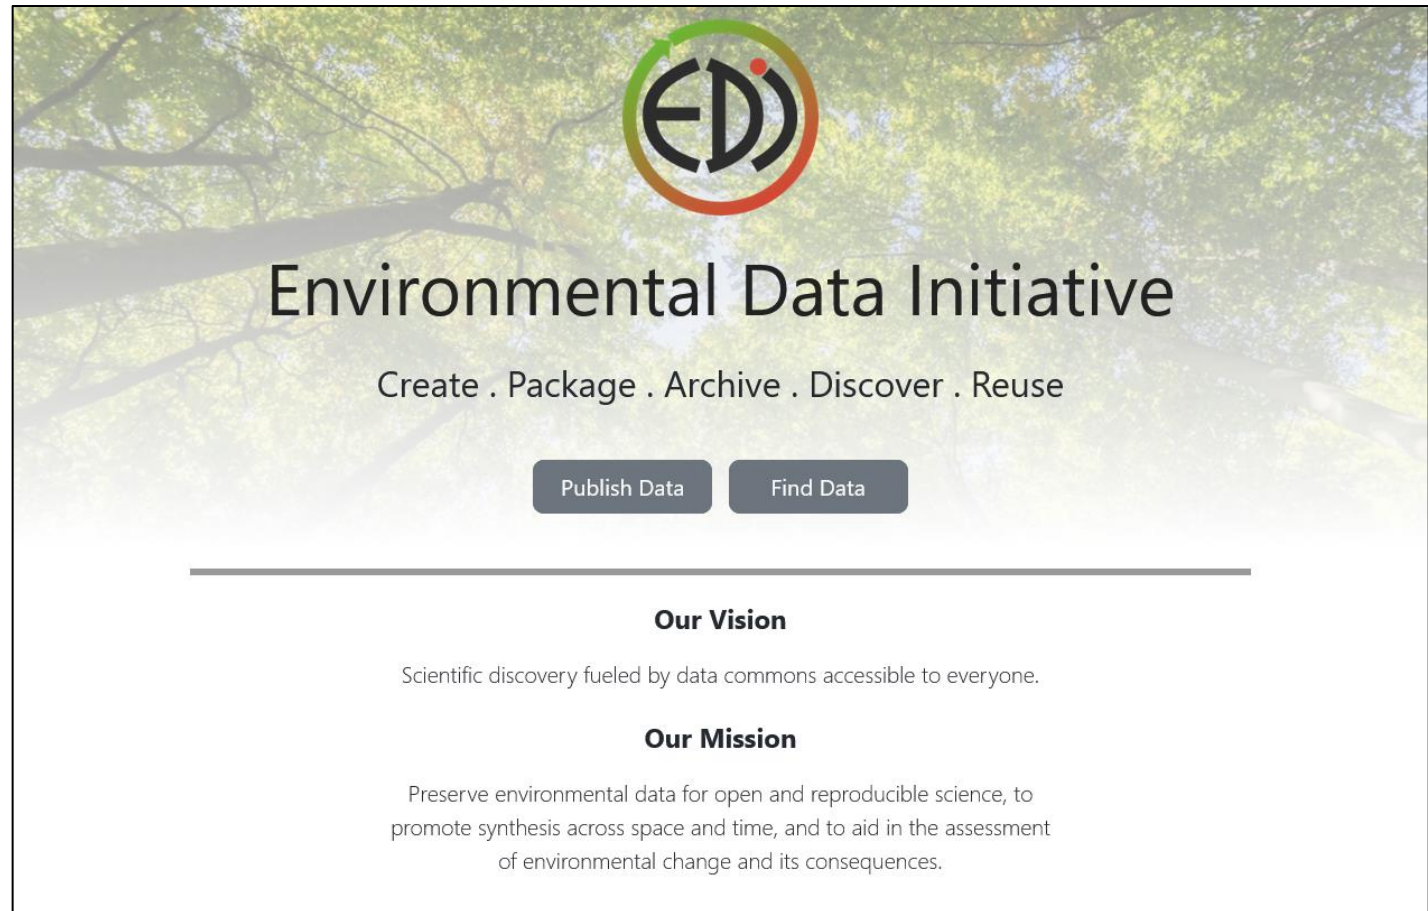 EDi
Environmental Data Initiative
Create . Package . Archive . Discover . Reuse
Publish Data
Find Data
Our Vision
Scientific discovery fueled by data commons accessible to everyone.
Our Mission
Preserve environmental data for open and reproducible science, to
promote synthesis across space and time, and to aid in the assessment
of environmental change and its consequences.